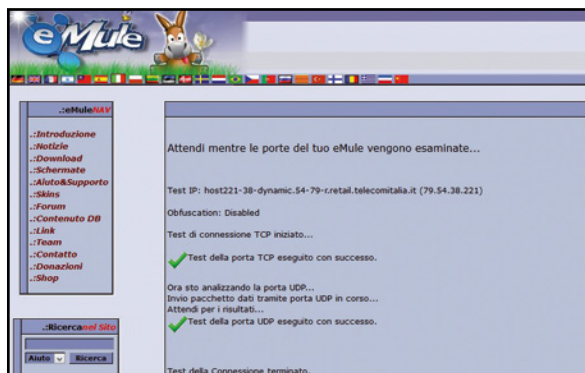 eMule
.:eMuleNAV
.:Introduzione
.:Notizie
.:Download
.:Schermate
.:Aiuto&Supporto
.:Skins
.:Forum
.:Contenuto DB
.:Link
.:Team
.:Contatto
.:Donazioni
.:Shop
.:Ricercanel Sito
Aiuto
Ricerca
Attendi mentre le porte del tuo eMule vengono esaminate...
Test IP: host221-38-dynamic.54-79-r.retail.telecomitalia.it (79.54.38.221)
Obfuscation: Disabled
Test di connessione TCP iniziato...
Test della porta TCP eseguito con successo.
Ora sto analizzando la porta UDP...
Invio pacchetto dati tramite porta UDP in corso...
Attendi per i risultati...
Test della porta UDP eseguito con successo.
Test della Connessione terminato.